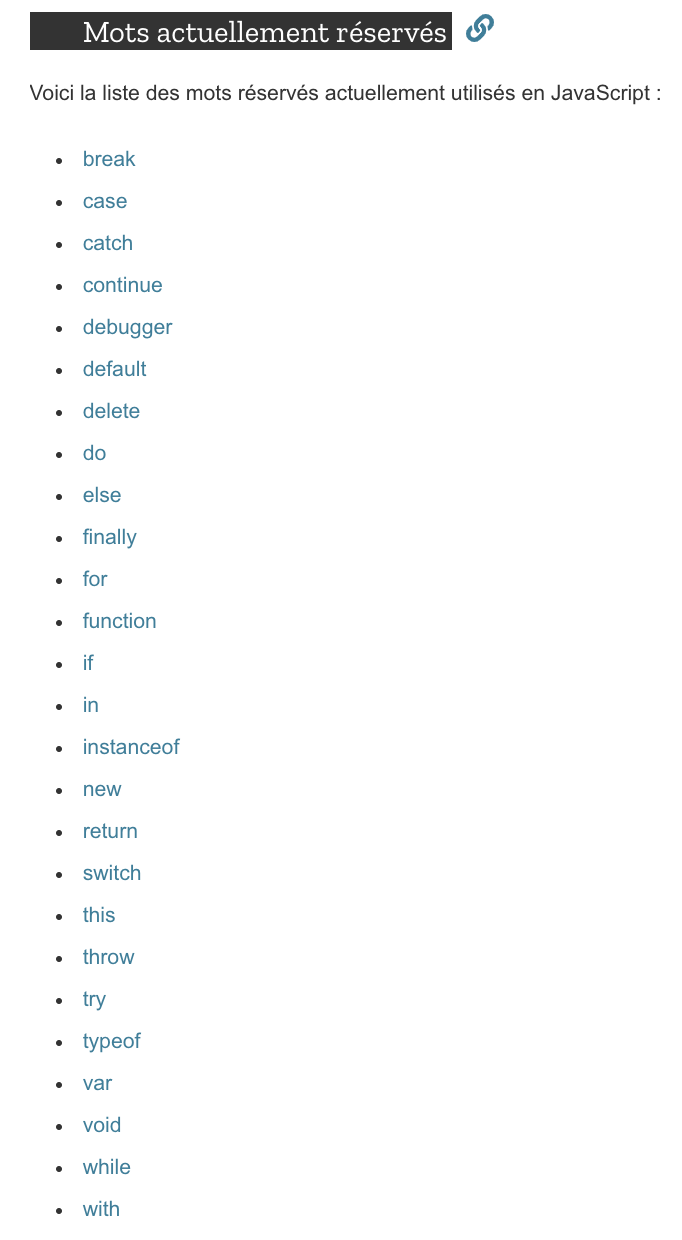 Mots actuellement réservés
Voici la liste des mots réservés actuellement utilisés en JavaScript :
break
case
catch
continue
debugger
default
delete
do
else
finally
for
function
if
in
instanceof
new
return
switch
this
throw
try
typeof
var
void
while
with